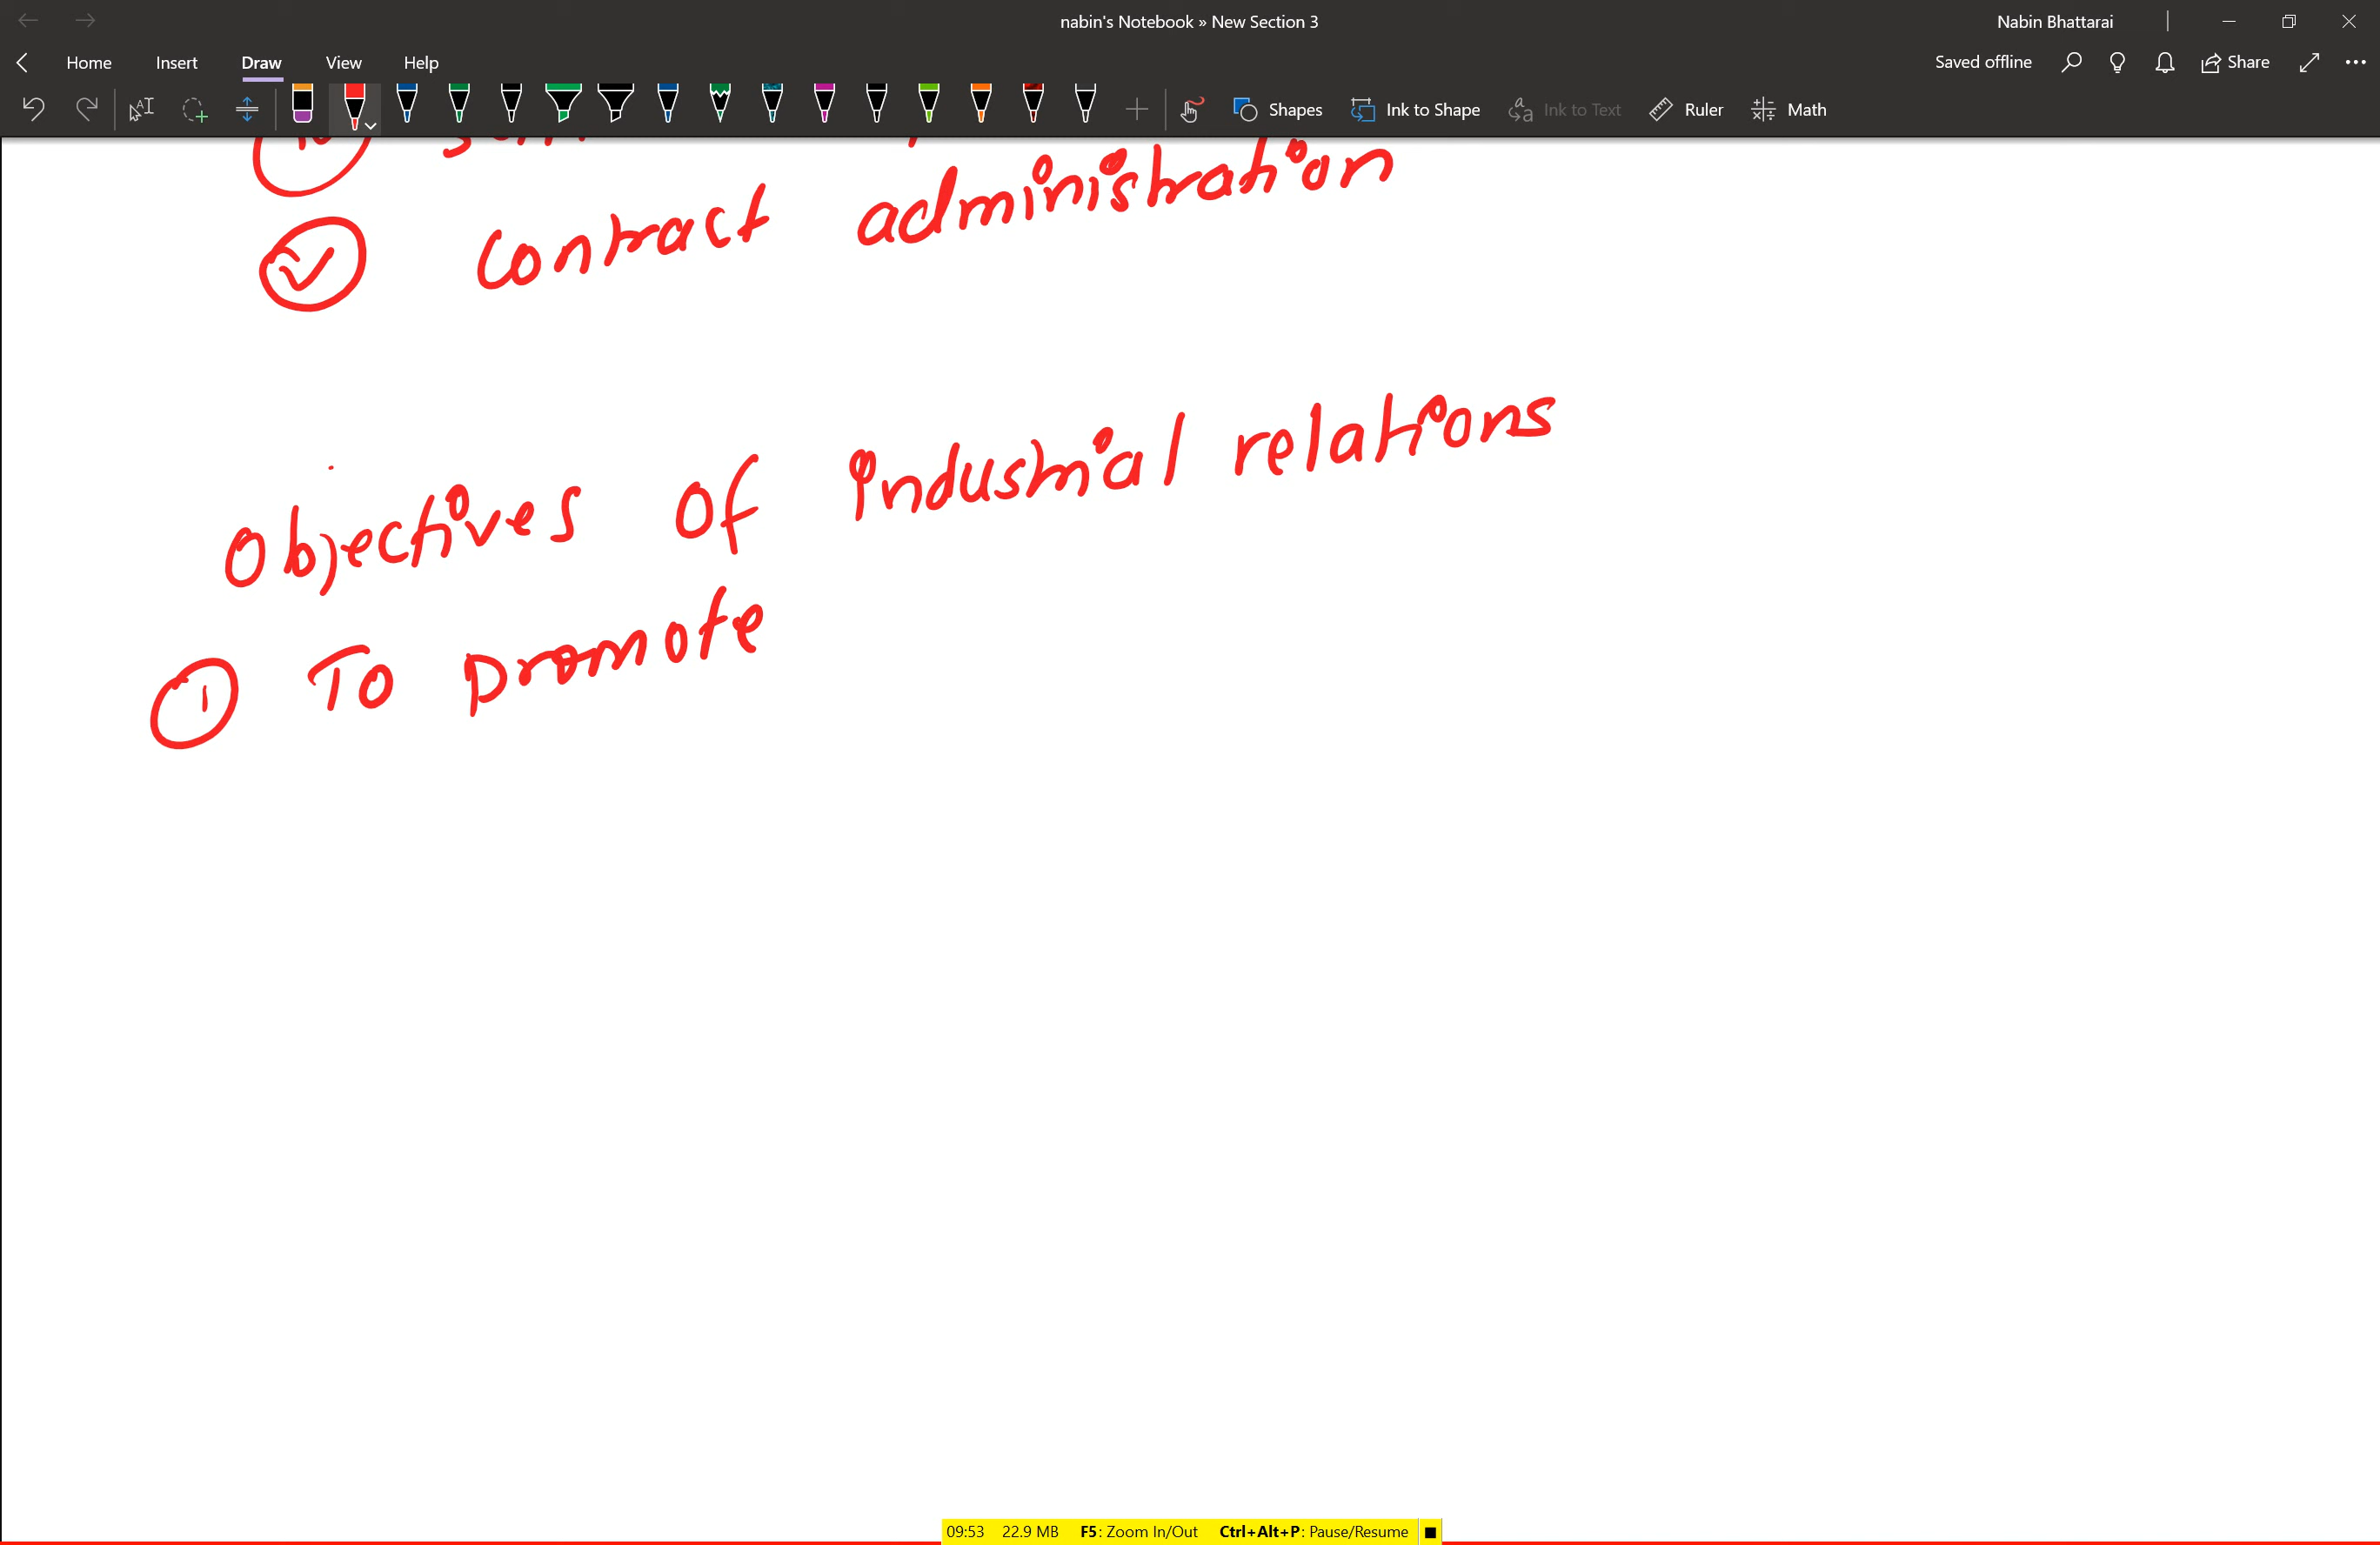 nabin's Notebook » New Section 3
Nabin Bhattarai
Home Insert Draw View Help
Saved offline
Share
Shapes
Ink to Shape
Ink to Text
Ruler
Math
contract administration
Objectives of industrial relations
1 To promote
09:53 22.9 MB F5: Zoom In/Out Ctrl+Alt+P: Pause/Resume